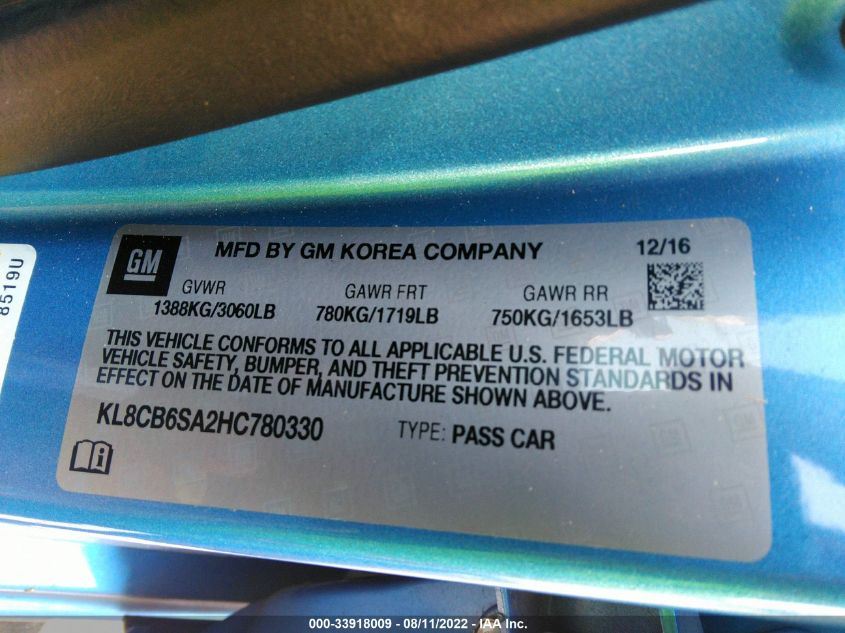 8519U
GM
MFD BY GM KOREA COMPANY
12/16
GVWR GAWR FRT GAWR RR
1388KG/3060LB 780KG/1719LB 750KG/1653LB
THIS VEHICLE CONFORMS TO ALL APPLICABLE U.S. FEDERAL MOTOR
VEHICLE SAFETY, BUMPER, AND THEFT PREVENTION STANDARDS IN
EFFECT ON THE DATE OF MANUFACTURE SHOWN ABOVE.
KL8CB6SA2HC780330 TYPE: PASS CAR
000-33918009 - 08/11/2022 - IAA Inc.